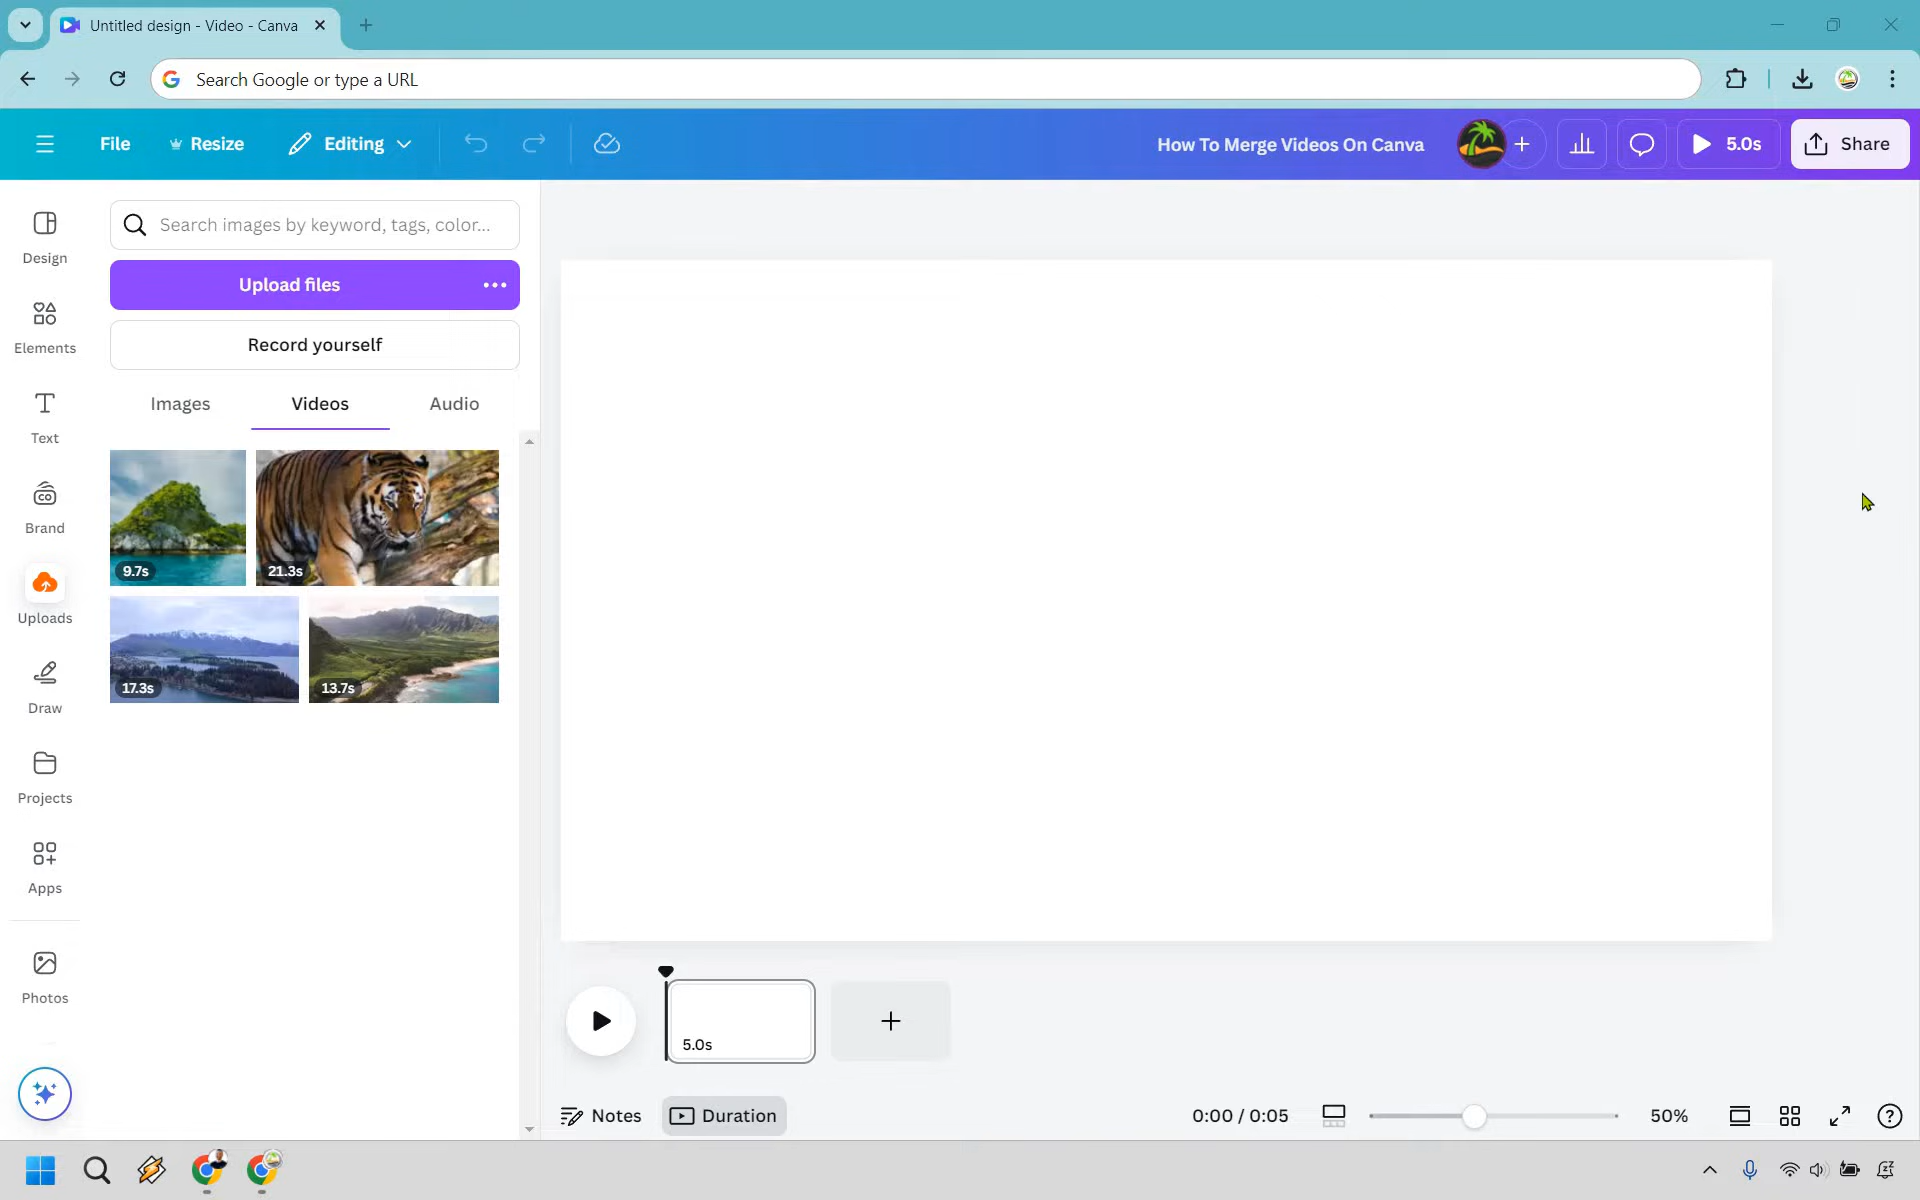 Untitled design - Video - Canva
Search Google or type a URL
File
Resize
Editing
How To Merge Videos On Canva
5.0s
Share
Design
Elements
Text
Brand
Uploads
Draw
Projects
Apps
Photos
Search images by keyword, tags, color...
Upload files
Record yourself
Images
Videos
Audio
9.7s
21.3s
17.3s
13.7s
5.0s
Notes
Duration
0:00 / 0:05
50%